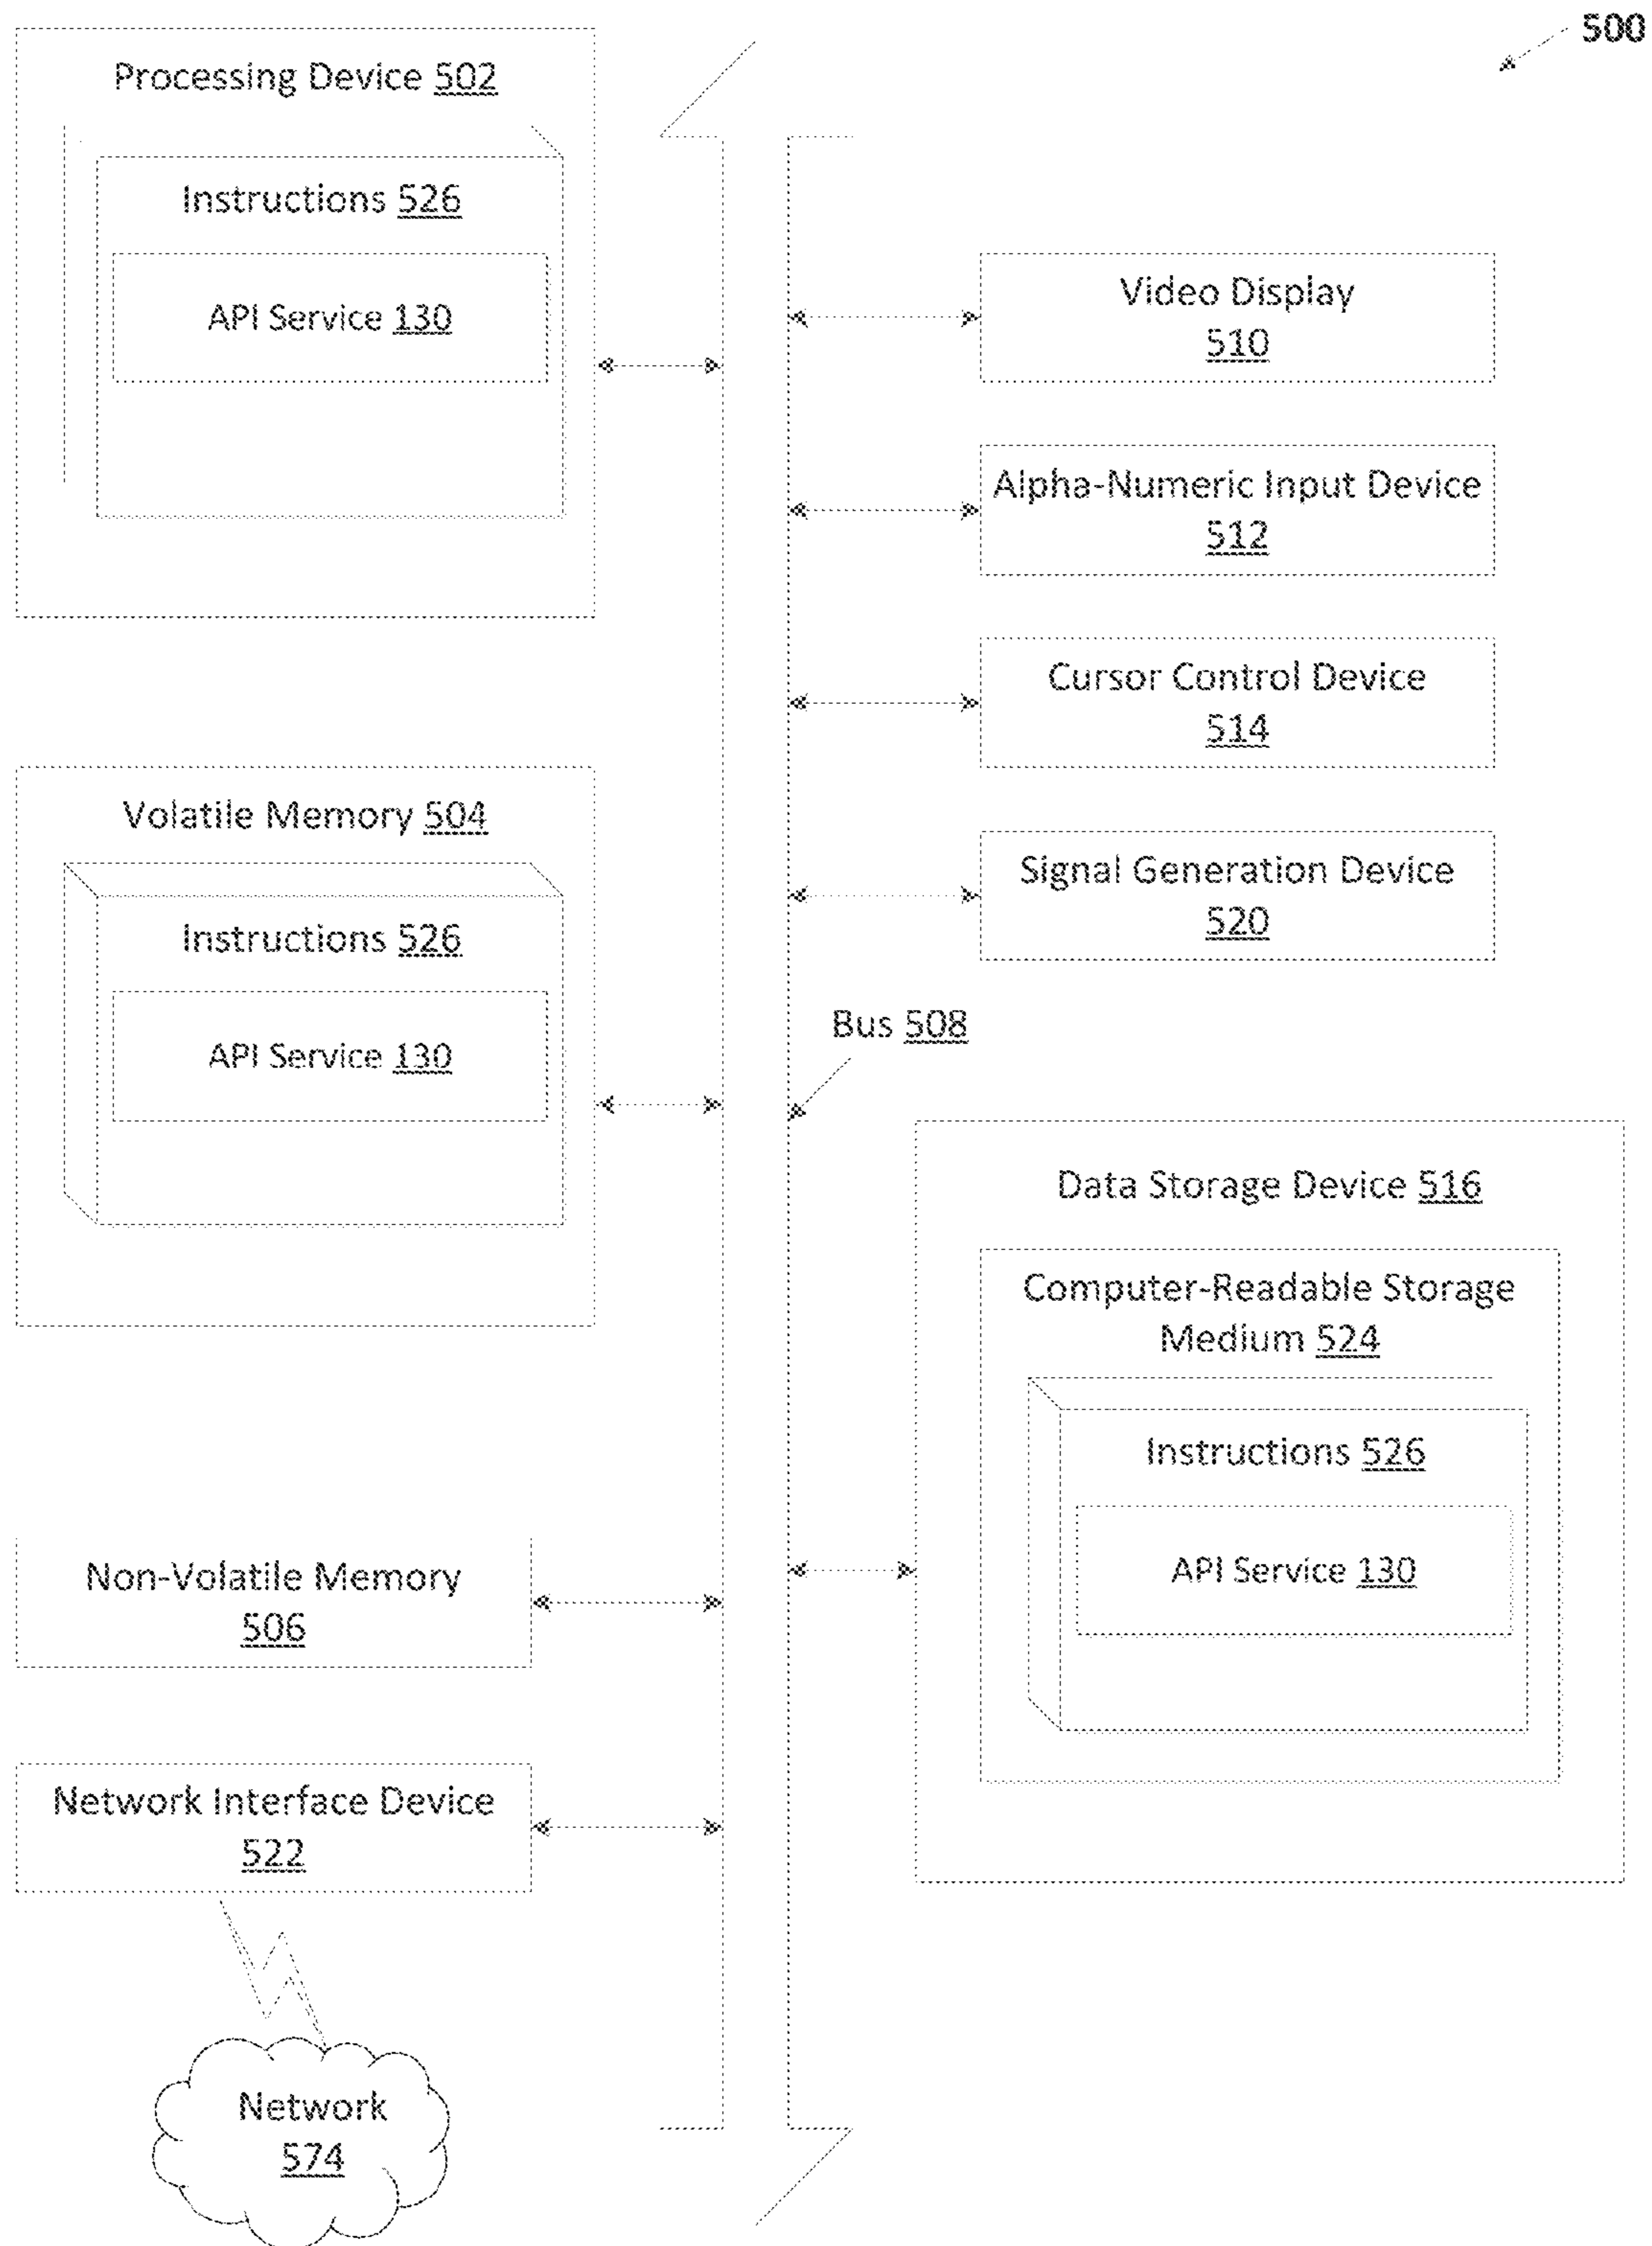 500
Processing Device 502
Instructions 526
API Service 130
Video Display
510
Alpha-Numeric Input Device
512
Cursor Control Device
514
Volatile Memory 504
Instructions 526
API Service 130
Signal Generation Device
520
Bus 508
Data Storage Device 516
Computer-Readable Storage
Medium 524
Instructions 526
API Service 130
Non-Volatile Memory
506
Network Interface Device
522
Network
574